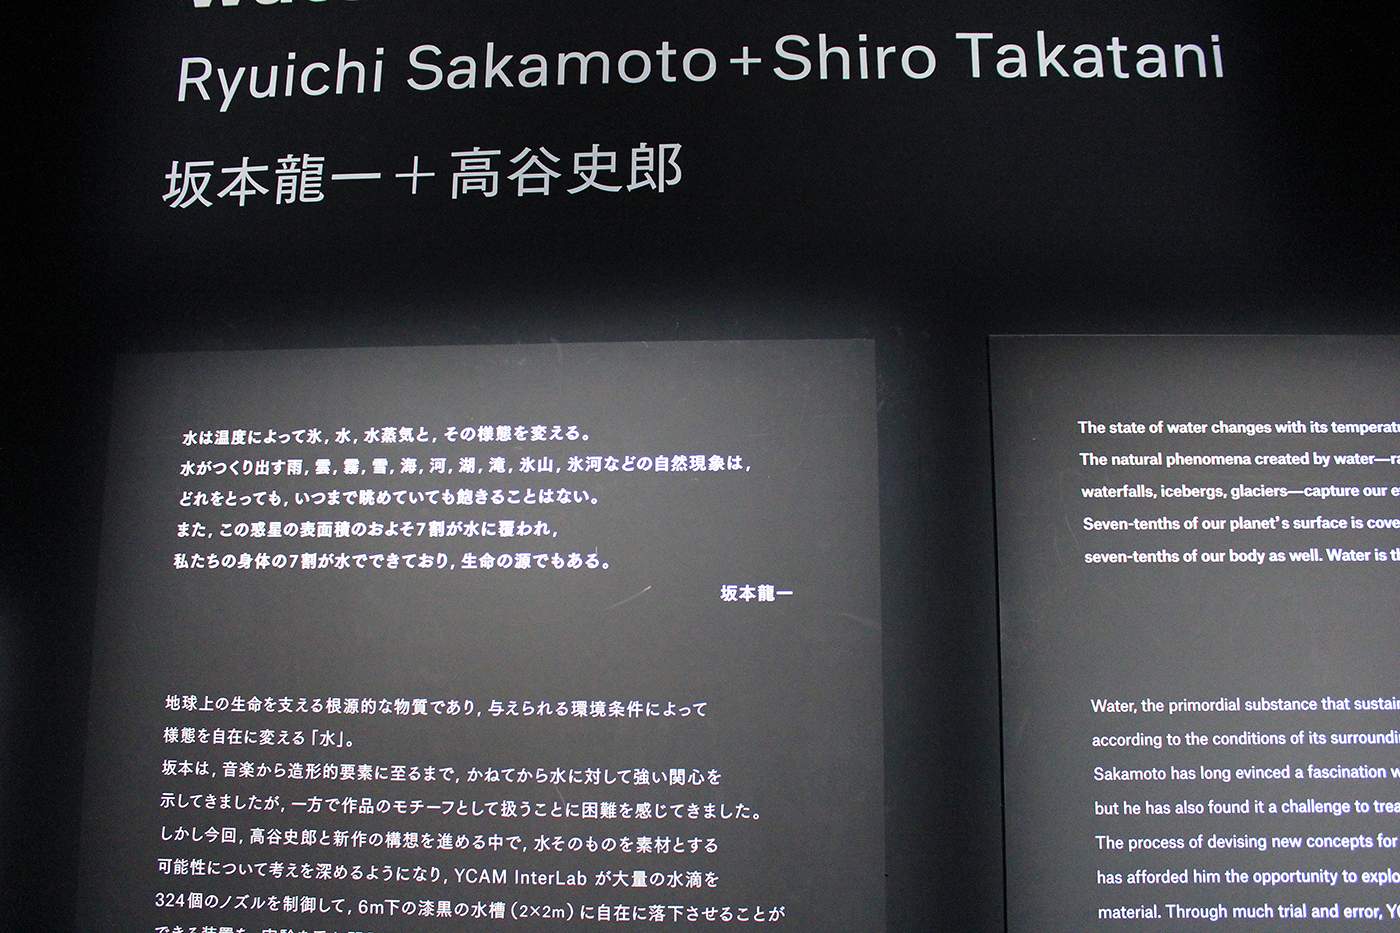 Ryuichi Sakamoto+Shiro Takatani
坂本龍一＋高谷史郎
水は温度によって氷, 水, 水蒸気と, その様態を変える。
水がつくり出す雨, 雲, 霧, 雪, 海, 河, 湖, 滝, 氷山, 氷河などの自然現象は,
どれをとっても, いつまで眺めていても飽きることはない。
また, この惑星の表面積のおよそ7割が水に覆われ,
私たちの身体の7割が水でできており, 生命の源でもある。
坂本龍一
地球上の生命を支える根源的な物質であり, 与えられる環境条件によって
様態を自在に変える「水」。
坂本は, 音楽から造形的要素に至るまで, かねてから水に対して強い関心を
示してきましたが, 一方で作品のモチーフとして扱うことに困難を感じてきました。
しかし今回, 高谷史郎と新作の構想を進める中で, 水そのものを素材とする
可能性について考えを深めるようになり, YCAM InterLab が大量の水滴を
324個のノズルを制御して, 6m下の漆黒の水槽（2×2m）に自在に落下させることが
The state of water changes with its
The natural phenomena created by water—
waterfalls, icebergs, glaciers—capture our
Seven-tenths of our planet's surface is
seven-tenths of our body as well. Water is
Water, the primordial substance that
according to the conditions of its
Sakamoto has long evinced a fascination
but he has also found it a challenge to
The process of devising new concepts for
has afforded him the opportunity to
material. Through much trial and error,